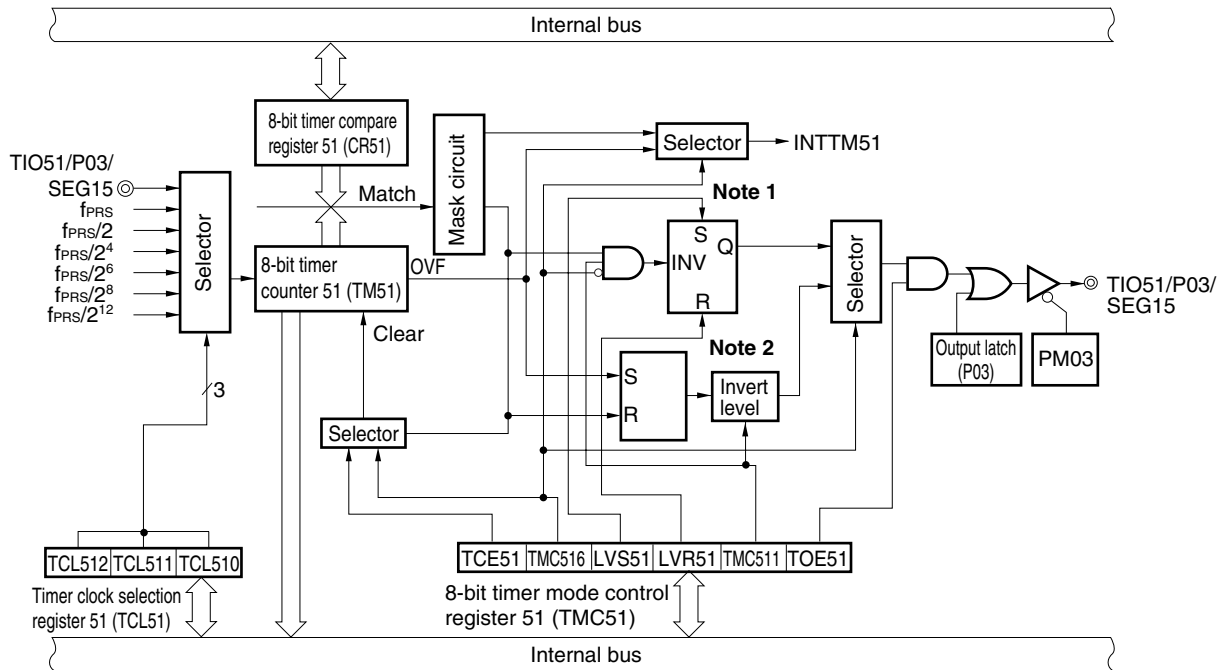 Internal bus
8-bit timer compare
register 51 (CR51)
Mask circuit
Selector
INTTM51
TIO51/P03/
SEG15
Match
Note 1
fPRS
fPRS/2
fPRS/2⁴
fPRS/2⁶
fPRS/2⁸
fPRS/2¹²
Selector
8-bit timer
counter 51 (TM51)
OVF
S
INV
Q
R
Selector
TIO51/P03/
SEG15
Clear
Note 2
Output latch
(P03)
PM03
3
S
R
Invert
level
Selector
TCL512 TCL511 TCL510
TCE51 TMC516 LVS51 LVR51 TMC511 TOE51
Timer clock selection
register 51 (TCL51)
8-bit timer mode control
register 51 (TMC51)
Internal bus